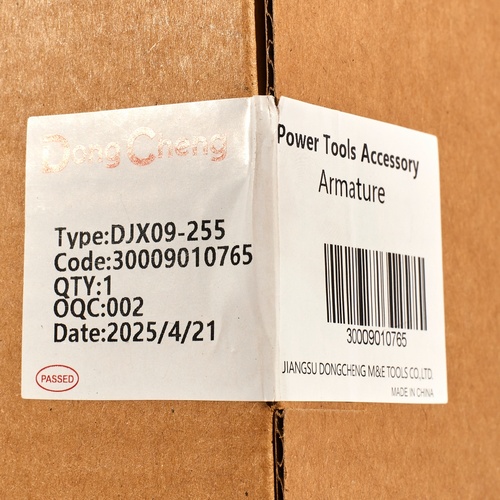 Dong Cheng
Type:DJX09-255
Code:30009010765
QTY:1
OQC:002
Date:2025/4/21
PASSED
Power Tools Accessory
Armature
30009010765
JIANGSU DONGCHENG M&E TOOLS CO.,LTD.
MADE IN CHINA